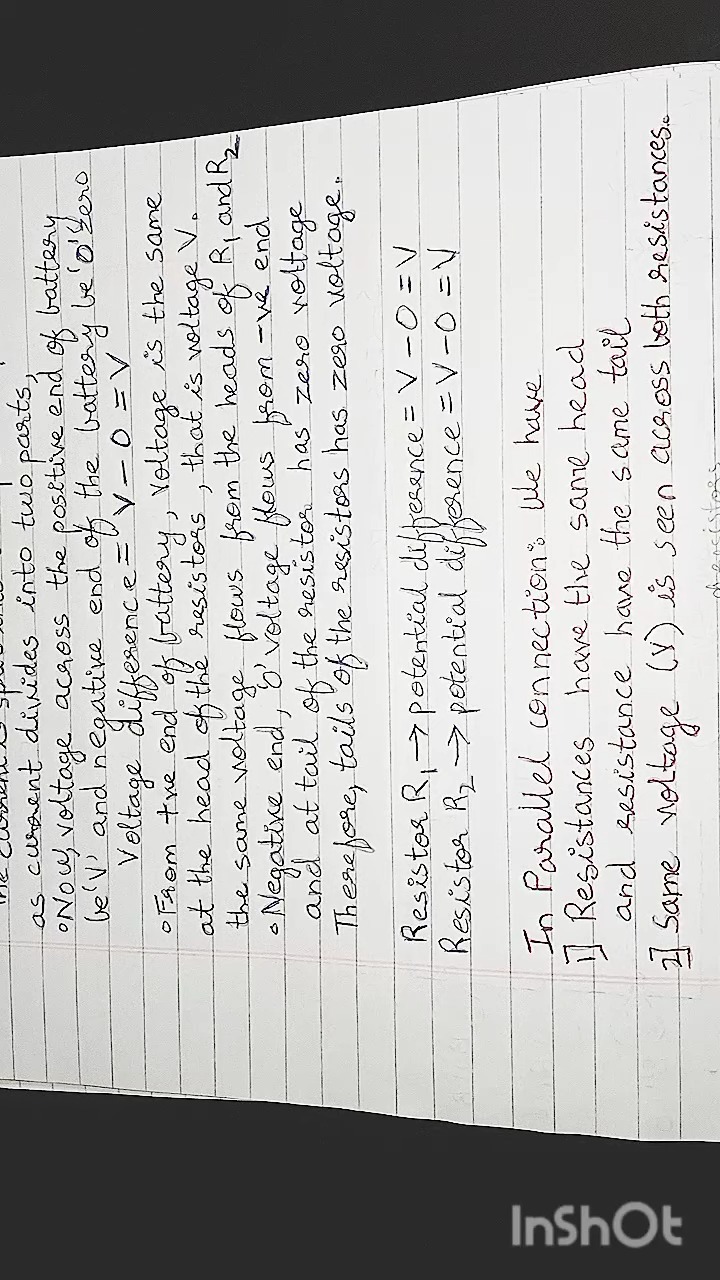 as current divides into two parts,
◦Now, voltage across the positive end of battery
be 'V' and negative end of the battery be '0' zero
Voltage difference = V - 0 = V
◦From +ve end of battery, voltage is the same
at the head of the resistors, that is voltage V.
the same voltage flows from the heads of R1 and R2
◦Negative end, '0' voltage flows from -ve end
and at tail of the resistor has zero voltage
Therefore, tails of the resistors has zero voltage.
Resistor R1 → potential difference = V - 0 = V
Resistor R2 → potential difference = V - 0 = V
In Parallel connection: We have
1] Resistances have the same head
and resistance have the same tail
2] Same voltage (V) is seen across both resistances.
InShOt